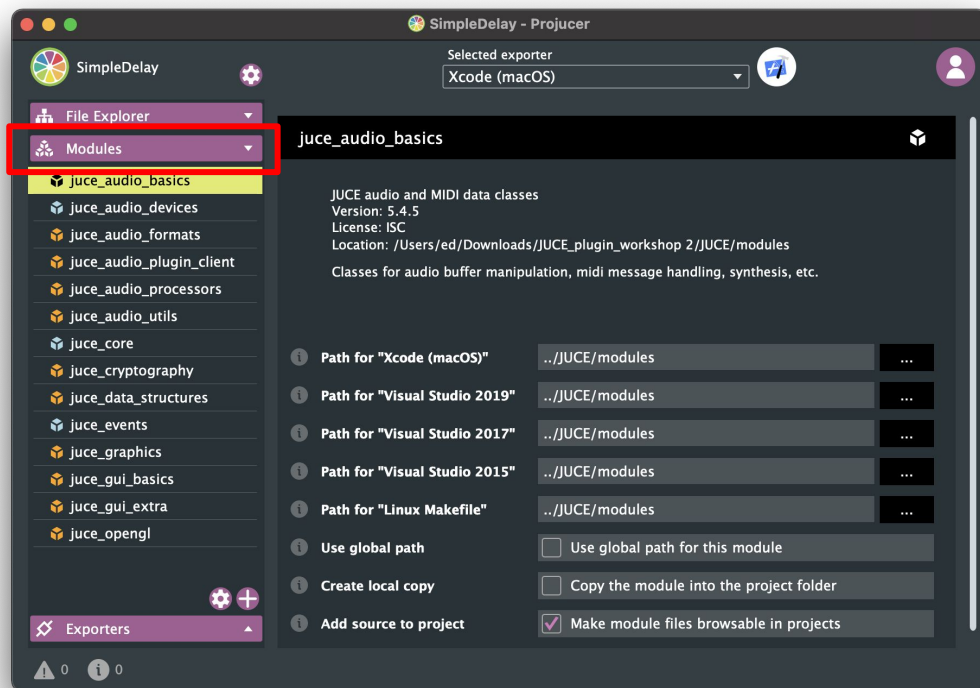 SimpleDelay - Projucer
SimpleDelay
Selected exporter
Xcode (macOS)
File Explorer
Modules
juce_audio_basics
juce_audio_devices
juce_audio_formats
juce_audio_plugin_client
juce_audio_processors
juce_audio_utils
juce_core
juce_cryptography
juce_data_structures
juce_events
juce_graphics
juce_gui_basics
juce_gui_extra
juce_opengl
Exporters
0 0
juce_audio_basics
JUCE audio and MIDI data classes
Version: 5.4.5
License: ISC
Location: /Users/ed/Downloads/JUCE_plugin_workshop 2/JUCE/modules
Classes for audio buffer manipulation, midi message handling, synthesis, etc.
Path for "Xcode (macOS)" ../JUCE/modules ...
Path for "Visual Studio 2019" ../JUCE/modules ...
Path for "Visual Studio 2017" ../JUCE/modules ...
Path for "Visual Studio 2015" ../JUCE/modules ...
Path for "Linux Makefile" ../JUCE/modules ...
Use global path Use global path for this module
Create local copy Copy the module into the project folder
Add source to project Make module files browsable in projects